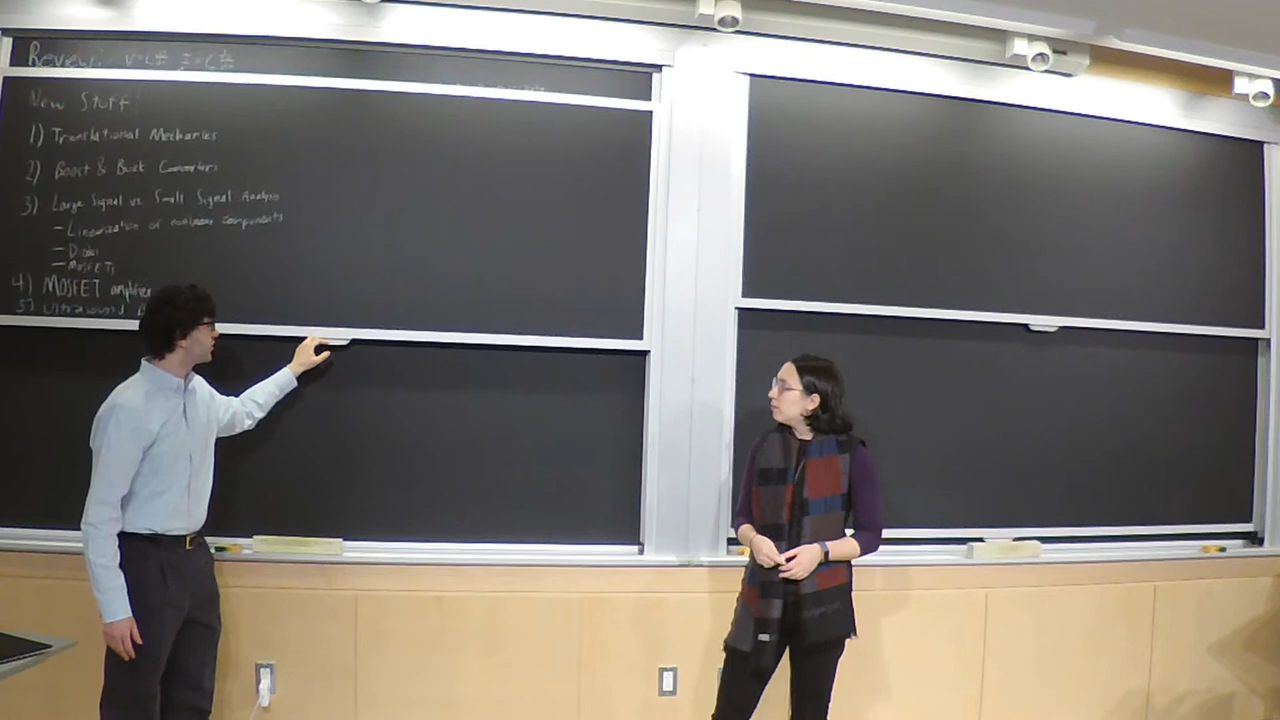 Review: V=L di/dt I=C dv/dt
New Stuff!
1) Translational Mechanics
2) Boost & Buck Converters
3) Large Signal vs. Small Signal Analysis
- Linearization of nonlinear components
- Diodes
- MOSFETs
4) MOSFET amplifier
5) Ultrasound